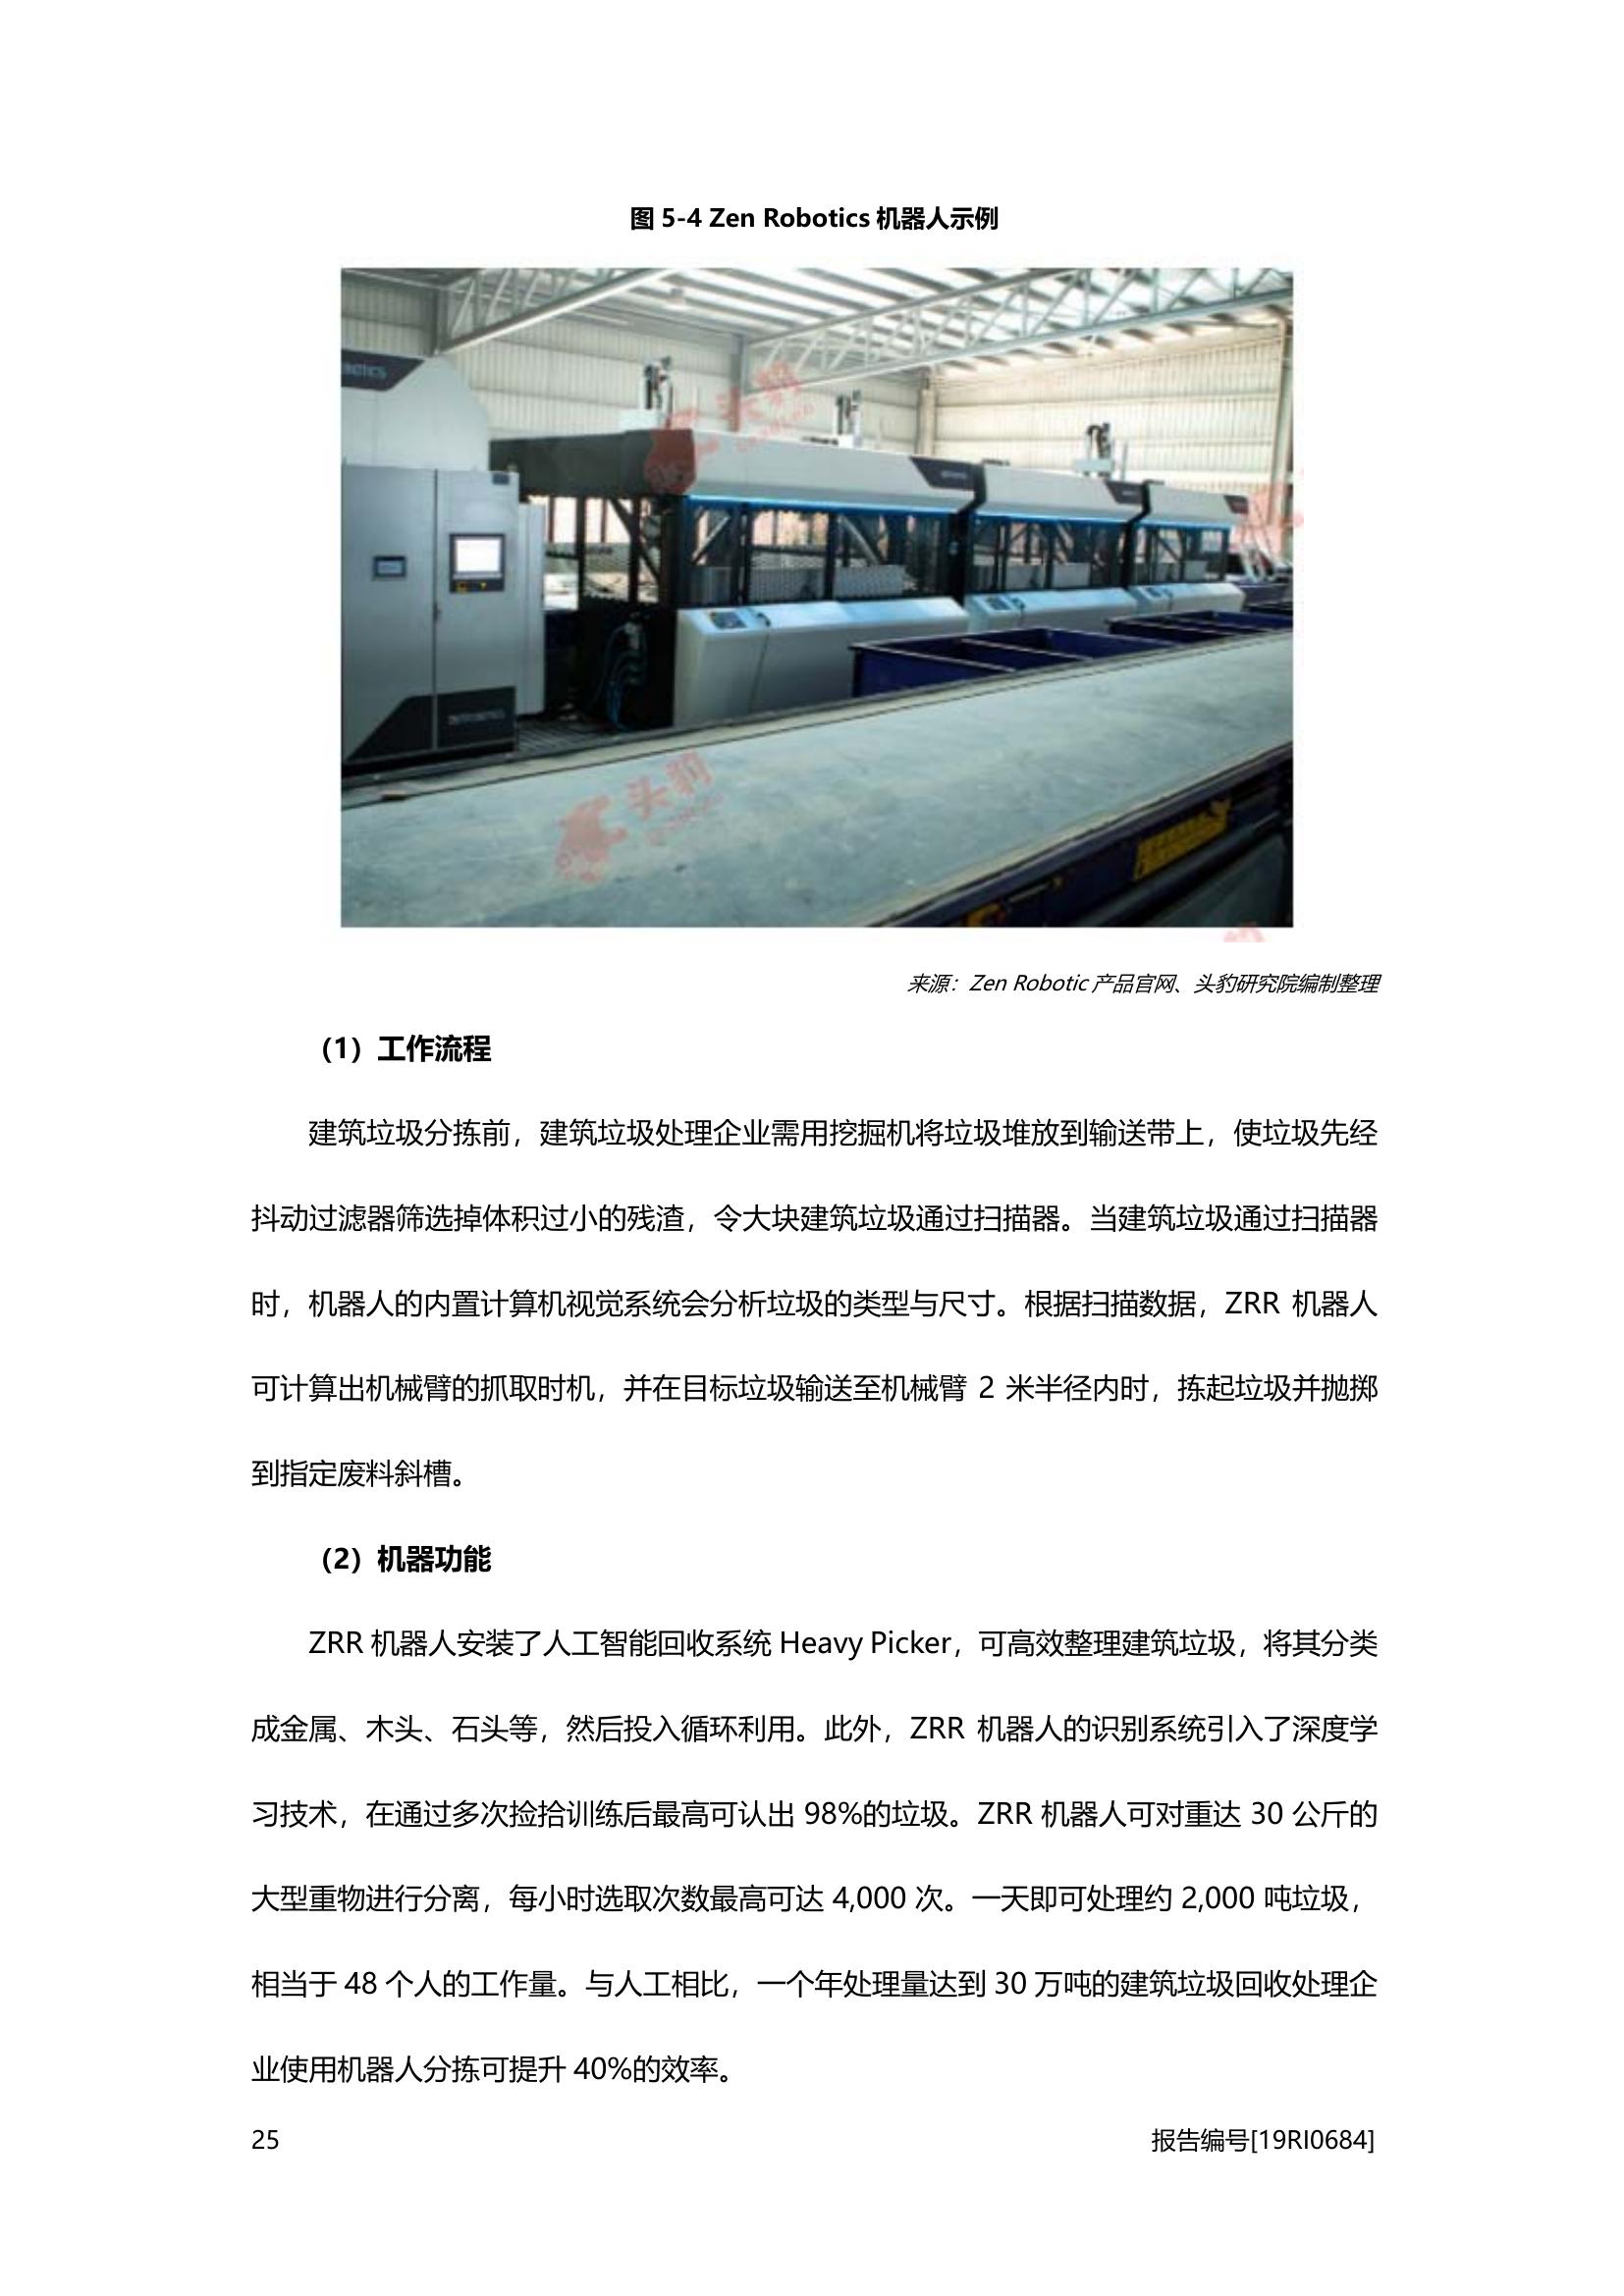 图 5-4 Zen Robotics 机器人示例
头豹
头豹
来源：Zen Robotic 产品官网、头豹研究院编制整理
（1）工作流程
建筑垃圾分拣前，建筑垃圾处理企业需用挖掘机将垃圾堆放到输送带上，使垃圾先经
抖动过滤器筛选掉体积过小的残渣，令大块建筑垃圾通过扫描器。当建筑垃圾通过扫描器
时，机器人的内置计算机视觉系统会分析垃圾的类型与尺寸。根据扫描数据，ZRR 机器人
可计算出机械臂的抓取时机，并在目标垃圾输送至机械臂 2 米半径内时，拣起垃圾并抛掷
到指定废料斜槽。
（2）机器功能
ZRR 机器人安装了人工智能回收系统 Heavy Picker，可高效整理建筑垃圾，将其分类
成金属、木头、石头等，然后投入循环利用。此外，ZRR 机器人的识别系统引入了深度学
习技术，在通过多次捡拾训练后最高可认出 98%的垃圾。ZRR 机器人可对重达 30 公斤的
大型重物进行分离，每小时选取次数最高可达 4,000 次。一天即可处理约 2,000 吨垃圾，
相当于 48 个人的工作量。与人工相比，一个年处理量达到 30 万吨的建筑垃圾回收处理企
业使用机器人分拣可提升 40%的效率。
25
报告编号[19RI0684]